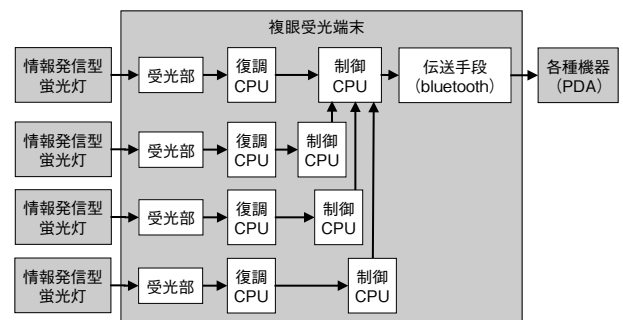 複眼受光端末
情報発信型
蛍光灯
受光部
復調
CPU
制御
CPU
伝送手段
（bluetooth）
各種機器
（PDA）
情報発信型
蛍光灯
受光部
復調
CPU
制御
CPU
情報発信型
蛍光灯
受光部
復調
CPU
制御
CPU
情報発信型
蛍光灯
受光部
復調
CPU
制御
CPU